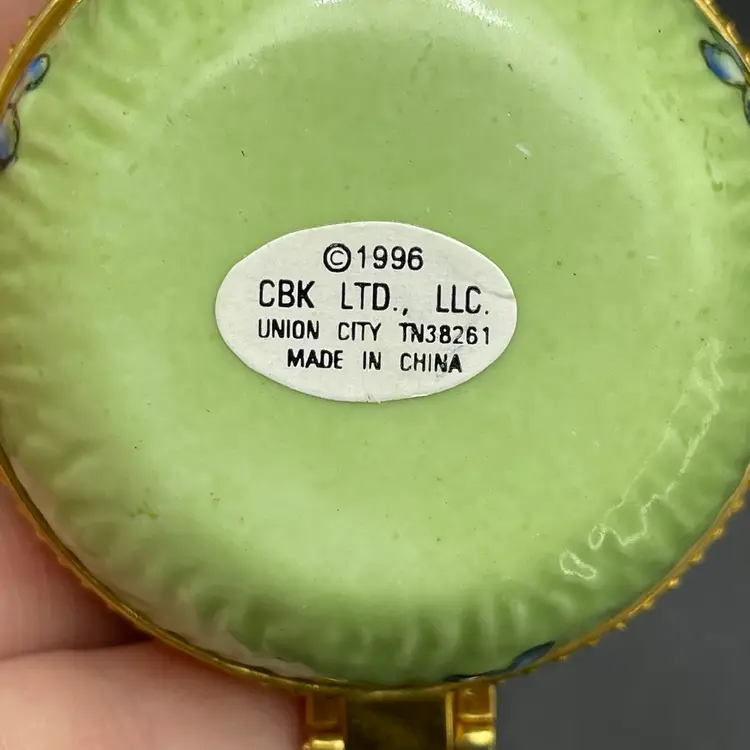 ©1996
CBK LTD., LLC.
UNION CITY TN38261
MADE IN CHINA